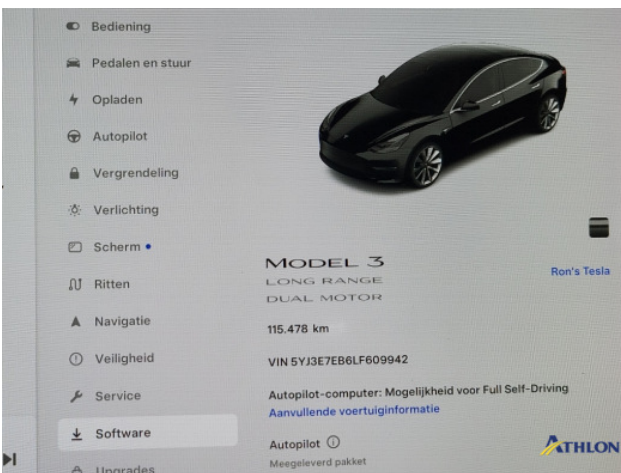 Bediening
Pedalen en stuur
Opladen
Autopilot
Vergrendeling
Verlichting
Scherm
Ritten
Navigatie
Veiligheid
Service
Software
Upgrades
MODEL 3
LONG RANGE
DUAL MOTOR
Ron's Tesla
115.478 km
VIN 5YJ3E7EB6LF609942
Autopilot-computer: Mogelijkheid voor Full Self-Driving
Aanvullende voertuiginformatie
Autopilot
Meegeleverd pakket
ATHLON